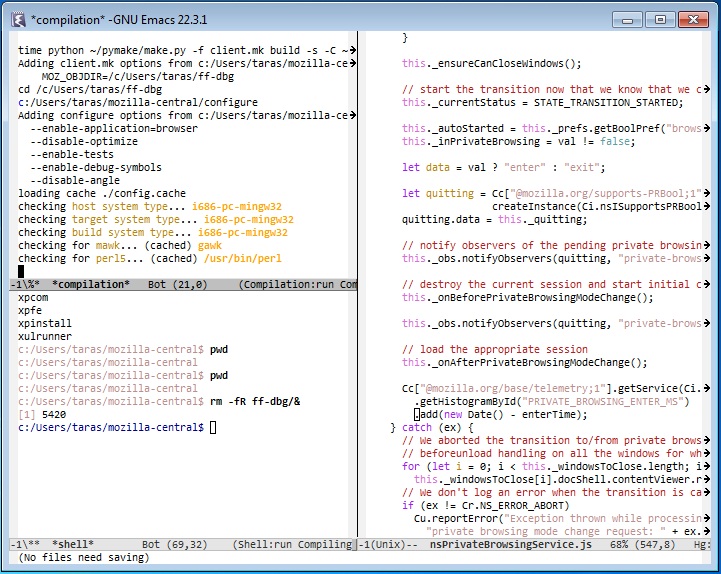 *compilation* -GNU Emacs 22.3.1
time python ~/pymake/make.py -f client.mk build -s -C ~
Adding client.mk options from c:/Users/taras/mozilla-ce
    MOZ_OBJDIR=/c/Users/taras/ff-dbg
cd /c/Users/taras/ff-dbg
c:/Users/taras/mozilla-central/configure
Adding configure options from c:/Users/taras/mozilla-ce
  --enable-application=browser
  --disable-optimize
  --enable-tests
  --enable-debug-symbols
  --disable-angle
loading cache ./config.cache
checking host system type... i686-pc-mingw32
checking target system type... i686-pc-mingw32
checking build system type... i686-pc-mingw32
checking for mawk... (cached) gawk
checking for perl5... (cached) /usr/bin/perl
-1\%*  *compilation*   Bot (21,0)     (Compilation:run Com
xpcom
xpfe
xpinstall
xulrunner
c:/Users/taras/mozilla-central$ pwd
c:/Users/taras/mozilla-central
c:/Users/taras/mozilla-central$ pwd
c:/Users/taras/mozilla-central
c:/Users/taras/mozilla-central$ rm -fR ff-dbg/&
[1] 5420
c:/Users/taras/mozilla-central$
-1\**  *shell*         Bot (69,32)    (Shell:run Compiling
}
this._ensureCanCloseWindows();
// start the transition now that we know that we c
this._currentStatus = STATE_TRANSITION_STARTED;
this._autoStarted = this._prefs.getBoolPref("brows
this._inPrivateBrowsing = val != false;
let data = val ? "enter" : "exit";
let quitting = Cc["@mozilla.org/supports-PRBool;1"
createInstance(Ci.nsISupportsPRBool
quitting.data = this._quitting;
// notify observers of the pending private browsin
this._obs.notifyObservers(quitting, "private-brows
// destroy the current session and start initial c
this._onBeforePrivateBrowsingModeChange();
this._obs.notifyObservers(quitting, "private-brows
// load the appropriate session
this._onAfterPrivateBrowsingModeChange();
Cc["@mozilla.org/base/telemetry;1"].getService(Ci.
.getHistogramById("PRIVATE_BROWSING_ENTER_MS")
.add(new Date() - enterTime);
} catch (ex) {
// We aborted the transition to/from private brows
// beforeunload handling on all the windows for wh
for (let i = 0; i < this._windowsToClose.length; i
this._windowsToClose[i].docShell.contentViewer.r
// We don't log an error when the transition is ca
if (ex != Cr.NS_ERROR_ABORT)
Cu.reportError("Exception thrown while processin
"private browsing mode change request: " + ex.
-1(Unix)--  nsPrivateBrowsingService.js   68% (547,8)   Hg:
(No files need saving)